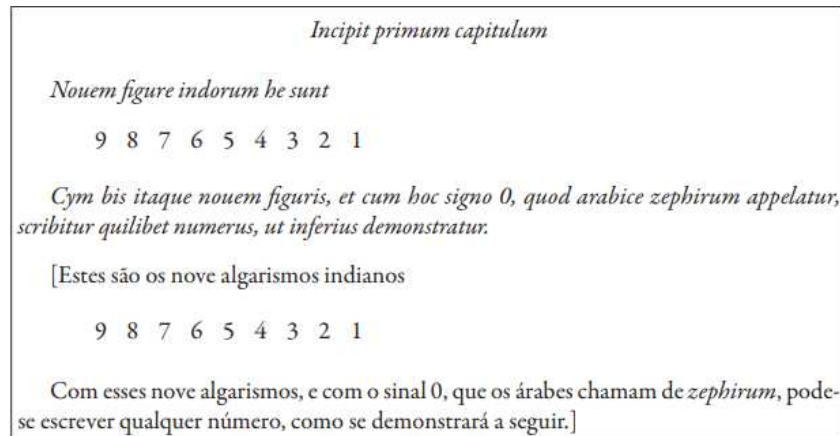 Incipit primum capitulum
Nouem figure indorum he sunt
9 8 7 6 5 4 3 2 1
Cym bis itaque nouem figuris, et cum hoc signo 0, quod arabice zephirum appelatur,
scribitur quilibet numerus, ut inferius demonstratur.
[Estes são os nove algarismos indianos
9 8 7 6 5 4 3 2 1
Com esses nove algarismos, e com o sinal 0, que os árabes chamam de zephirum, pode-
se escrever qualquer número, como se demonstrará a seguir.]